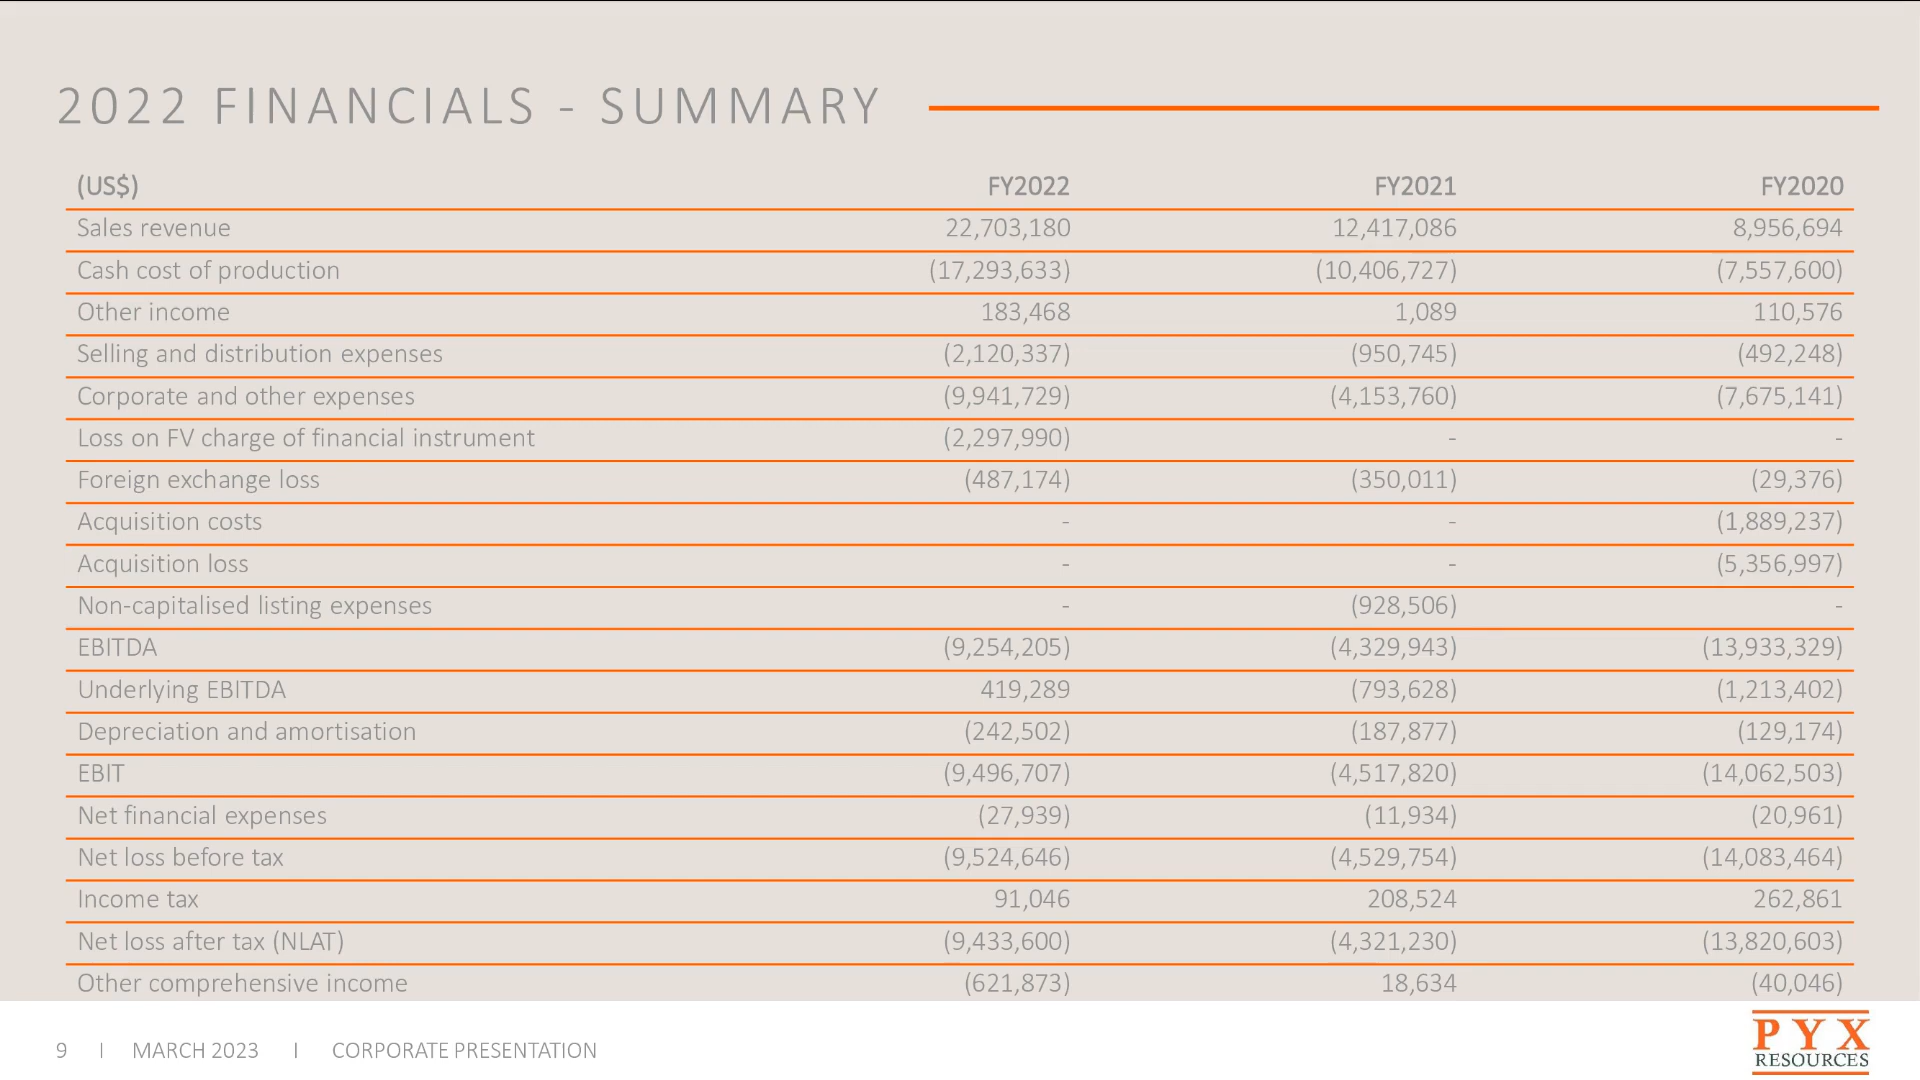 2022 FINANCIALS - SUMMARY
(US$) FY2022 FY2021 FY2020
Sales revenue 22,703,180 12,417,086 8,956,694
Cash cost of production (17,293,633) (10,406,727) (7,557,600)
Other income 183,468 1,089 110,576
Selling and distribution expenses (2,120,337) (950,745) (492,248)
Corporate and other expenses (9,941,729) (4,153,760) (7,675,141)
Loss on FV charge of financial instrument (2,297,990) - -
Foreign exchange loss (487,174) (350,011) (29,376)
Acquisition costs - - (1,889,237)
Acquisition loss - - (5,356,997)
Non-capitalised listing expenses - (928,506) -
EBITDA (9,254,205) (4,329,943) (13,933,329)
Underlying EBITDA 419,289 (793,628) (1,213,402)
Depreciation and amortisation (242,502) (187,877) (129,174)
EBIT (9,496,707) (4,517,820) (14,062,503)
Net financial expenses (27,939) (11,934) (20,961)
Net loss before tax (9,524,646) (4,529,754) (14,083,464)
Income tax 91,046 208,524 262,861
Net loss after tax (NLAT) (9,433,600) (4,321,230) (13,820,603)
Other comprehensive income (621,873) 18,634 (40,046)
9 | MARCH 2023 | CORPORATE PRESENTATION
PYX
RESOURCES